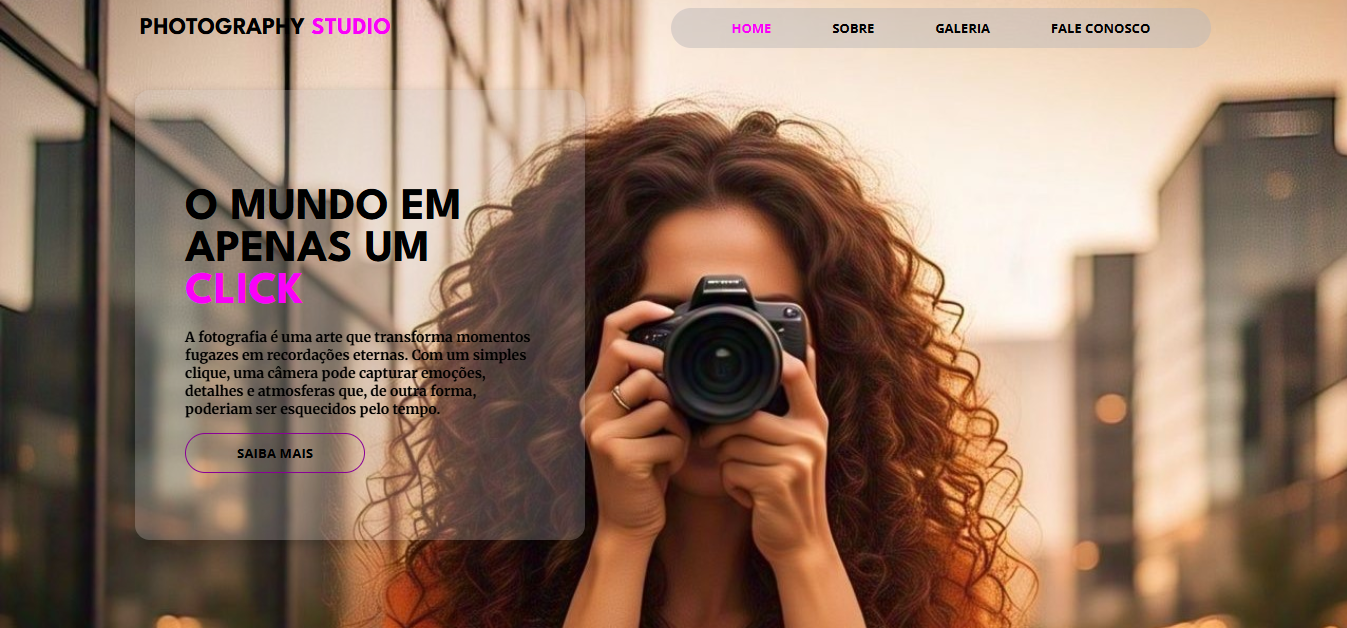 PHOTOGRAPHY STUDIO
HOME SOBRE GALERIA FALE CONOSCO
O MUNDO EM
APENAS UM
CLICK
A fotografia é uma arte que transforma momentos
fugazes em recordações eternas. Com um simples
clique, uma câmera pode capturar emoções,
detalhes e atmosferas que, de outra forma,
poderiam ser esquecidos pelo tempo.
SAIBA MAIS